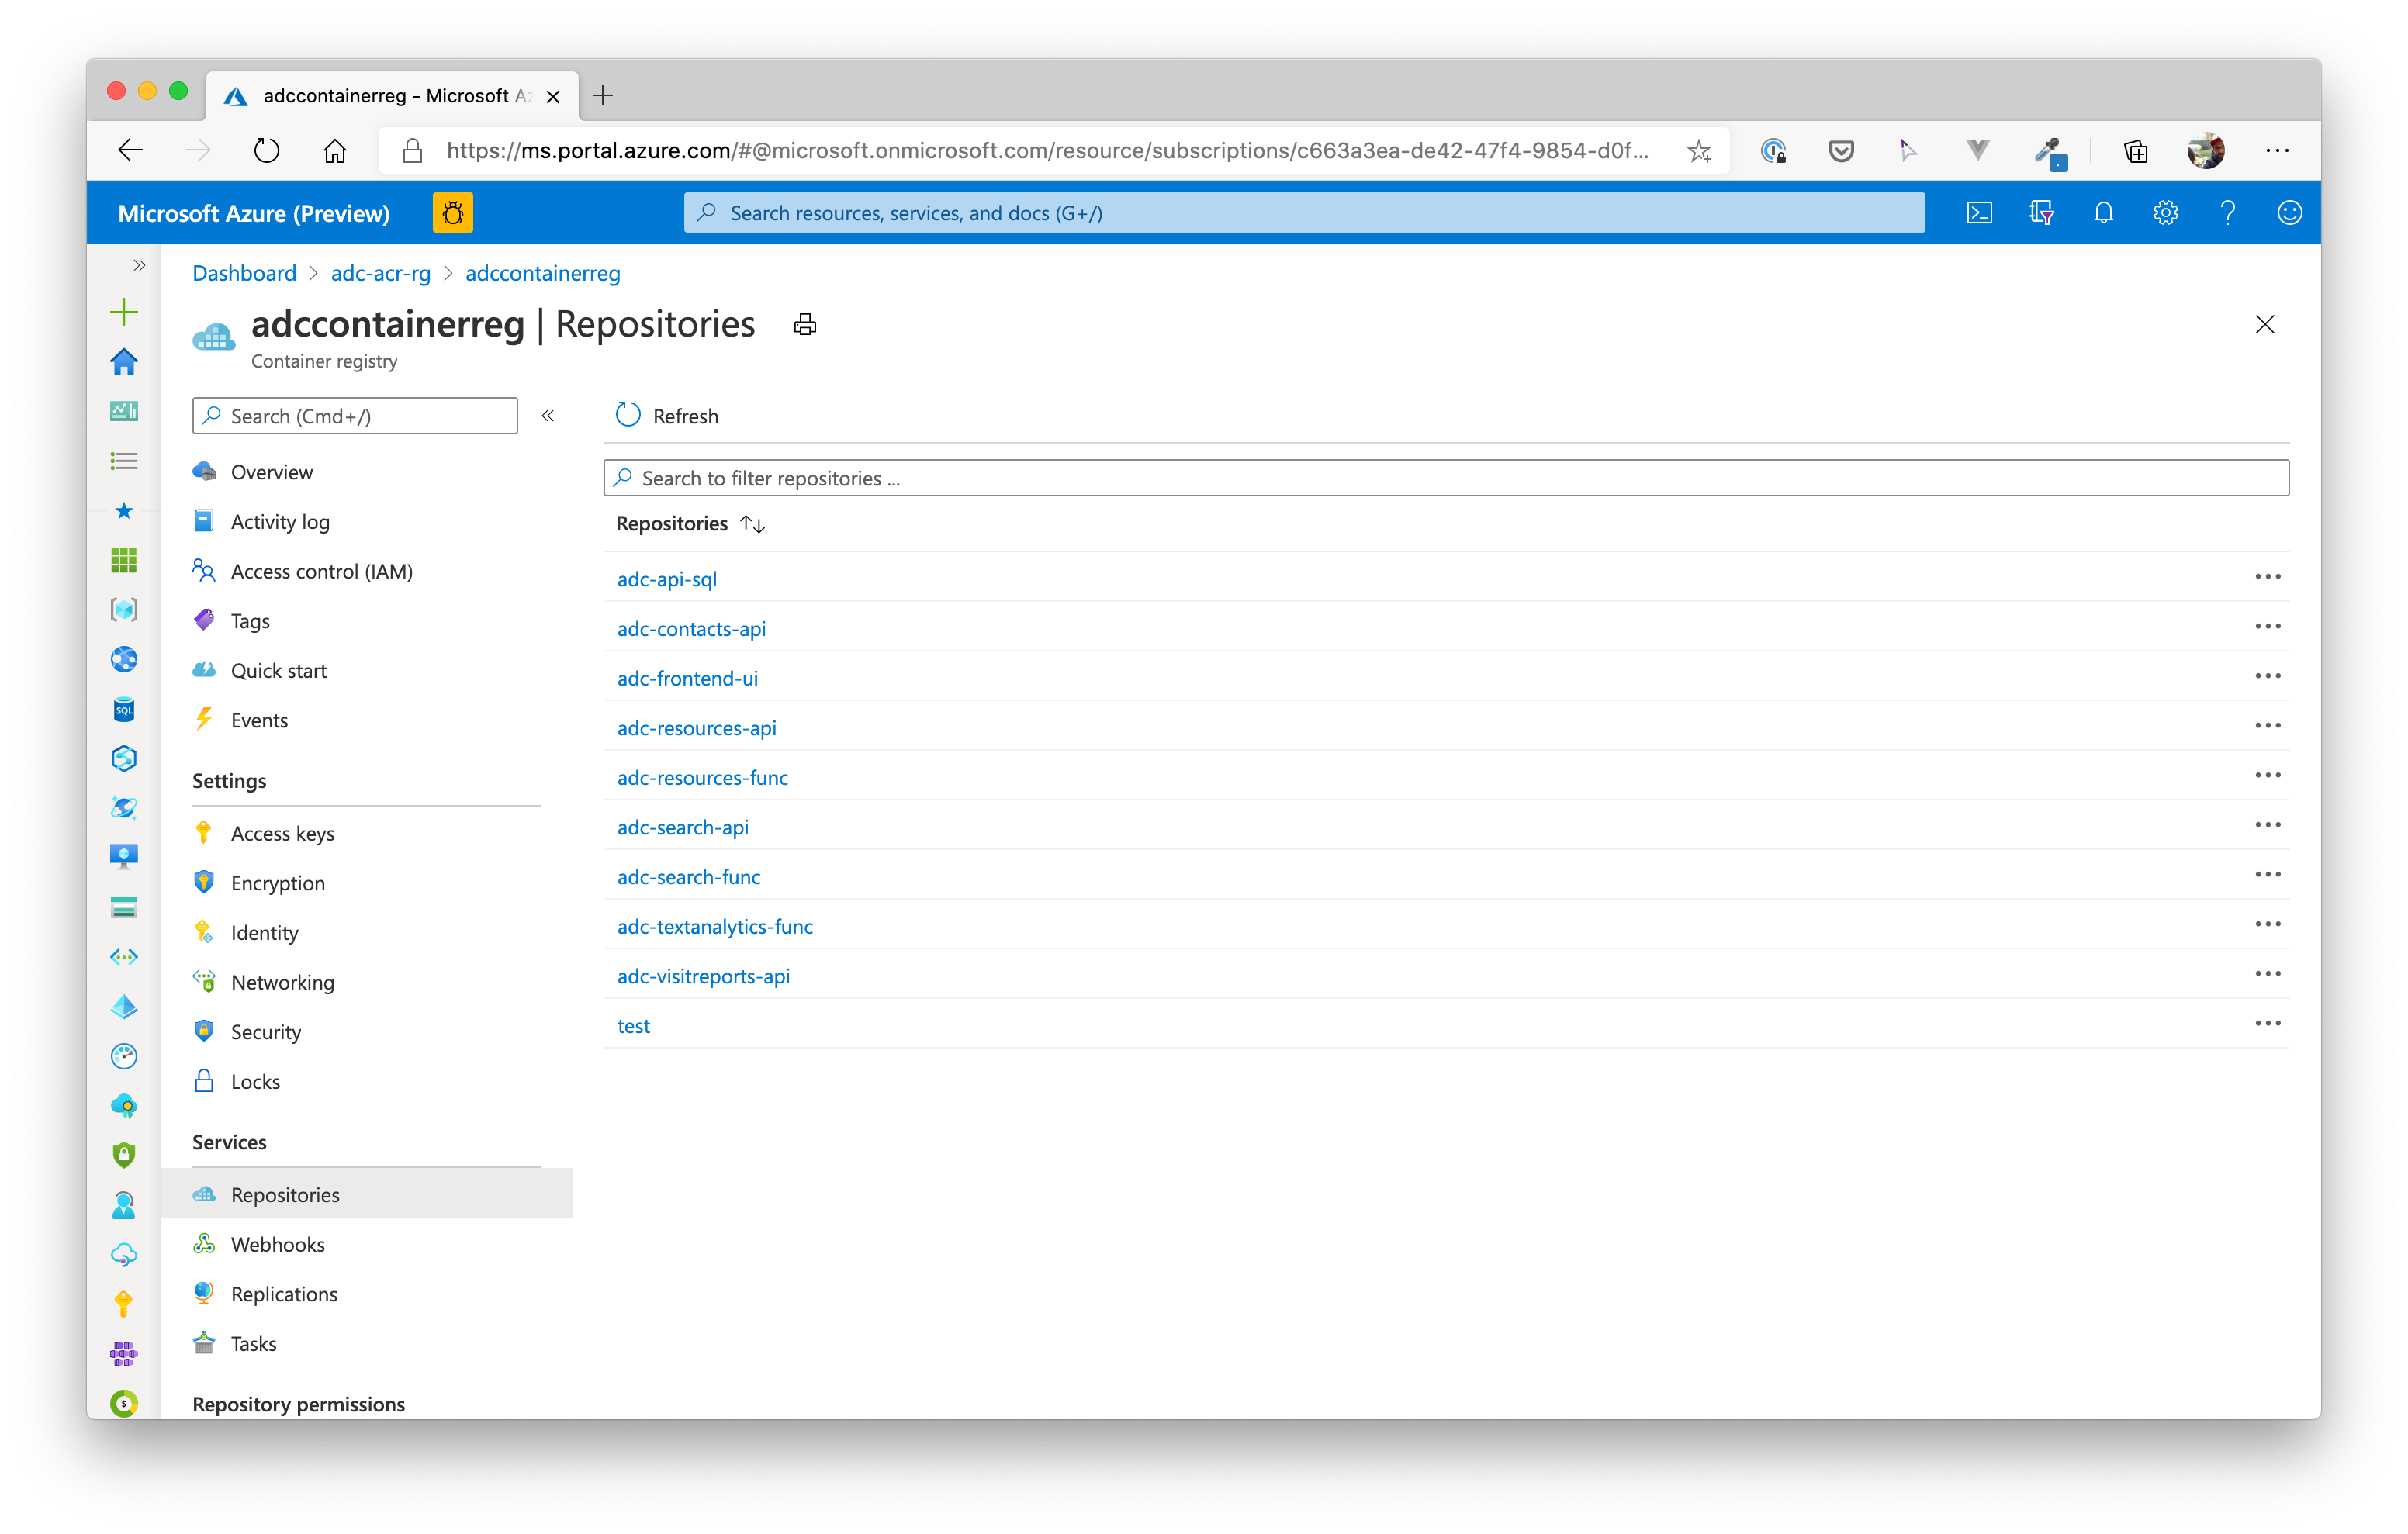 adccontainerreg - Microsoft Az
https://ms.portal.azure.com/#@microsoft.onmicrosoft.com/resource/subscriptions/c663a3ea-de42-47f4-9854-d0f...
Microsoft Azure (Preview)
Search resources, services, and docs (G+/)
Dashboard > adc-acr-rg > adccontainerreg
adccontainerreg | Repositories
Container registry
Search (Cmd+/)
Refresh
Search to filter repositories ...
Repositories
adc-api-sql
adc-contacts-api
adc-frontend-ui
adc-resources-api
adc-resources-func
adc-search-api
adc-search-func
adc-textanalytics-func
adc-visitreports-api
test
Overview
Activity log
Access control (IAM)
Tags
Quick start
Events
Settings
Access keys
Encryption
Identity
Networking
Security
Locks
Services
Repositories
Webhooks
Replications
Tasks
Repository permissions
SQL